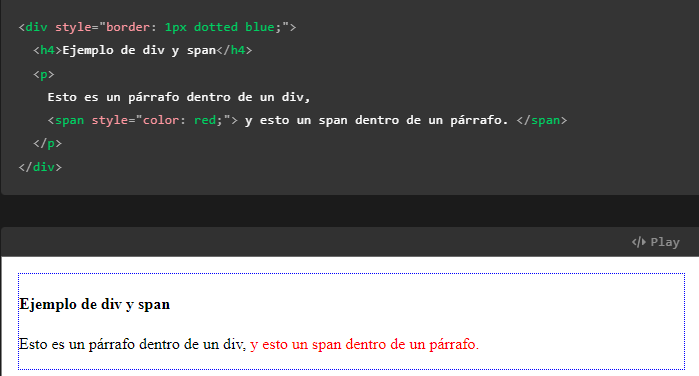 <div style="border: 1px dotted blue;">
<h4>Ejemplo de div y span</h4>
<p>
Esto es un párrafo dentro de un div,
<span style="color: red;"> y esto un span dentro de un párrafo. </span>
</p>
</div>
</> Play
Ejemplo de div y span
Esto es un párrafo dentro de un div, y esto un span dentro de un párrafo.